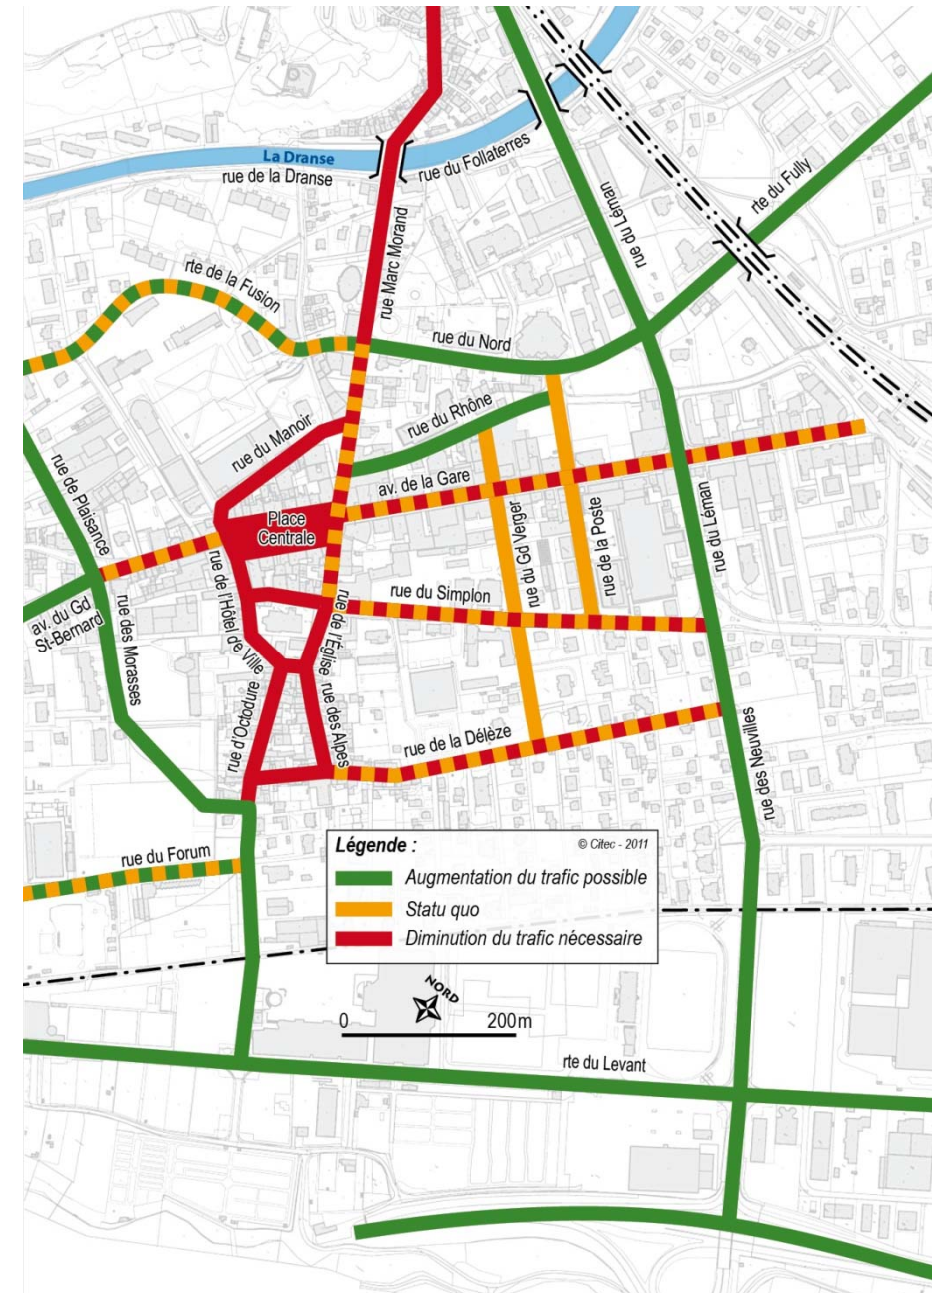 La Dranse
rue de la Dranse
rue du Follaterres
rte du Fully
rue du Léman
rue Marc Morand
rte de la Fusion
rue du Nord
rue du Rhône
rue du Manoir
av. de la Gare
rue de Plaisance
Place
Centrale
rue du Gd Verger
rue de la Poste
rue du Léman
rue du Simplon
av. du Gd
St-Bernard
rue des Morasses
rue de l'Hôtel de Ville
rue de l'Église
rue des Alpes
rue d'Octodure
rue de la Délèze
rue des Neuvilles
rue du Forum
Légende :
© Citec - 2011
Augmentation du trafic possible
Statu quo
Diminution du trafic nécessaire
NORD
0 200m
rte du Levant